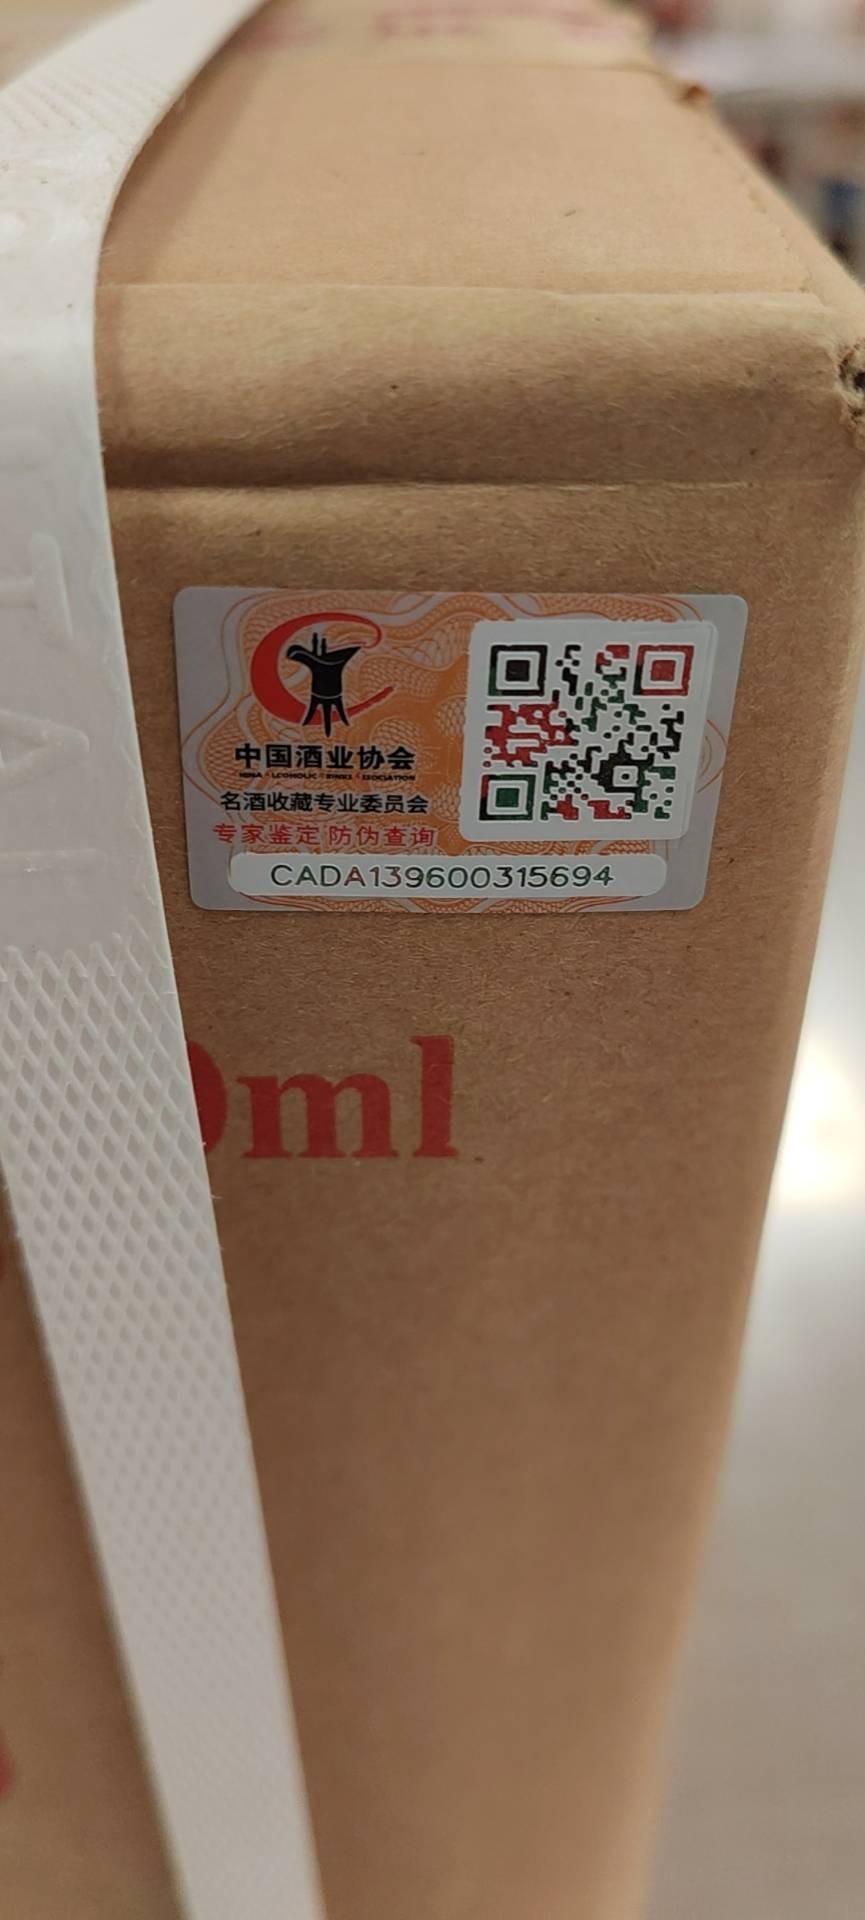 中国酒业协会
名酒收藏专业委员会
专家鉴定 防伪查询
CADA139600315694
0ml